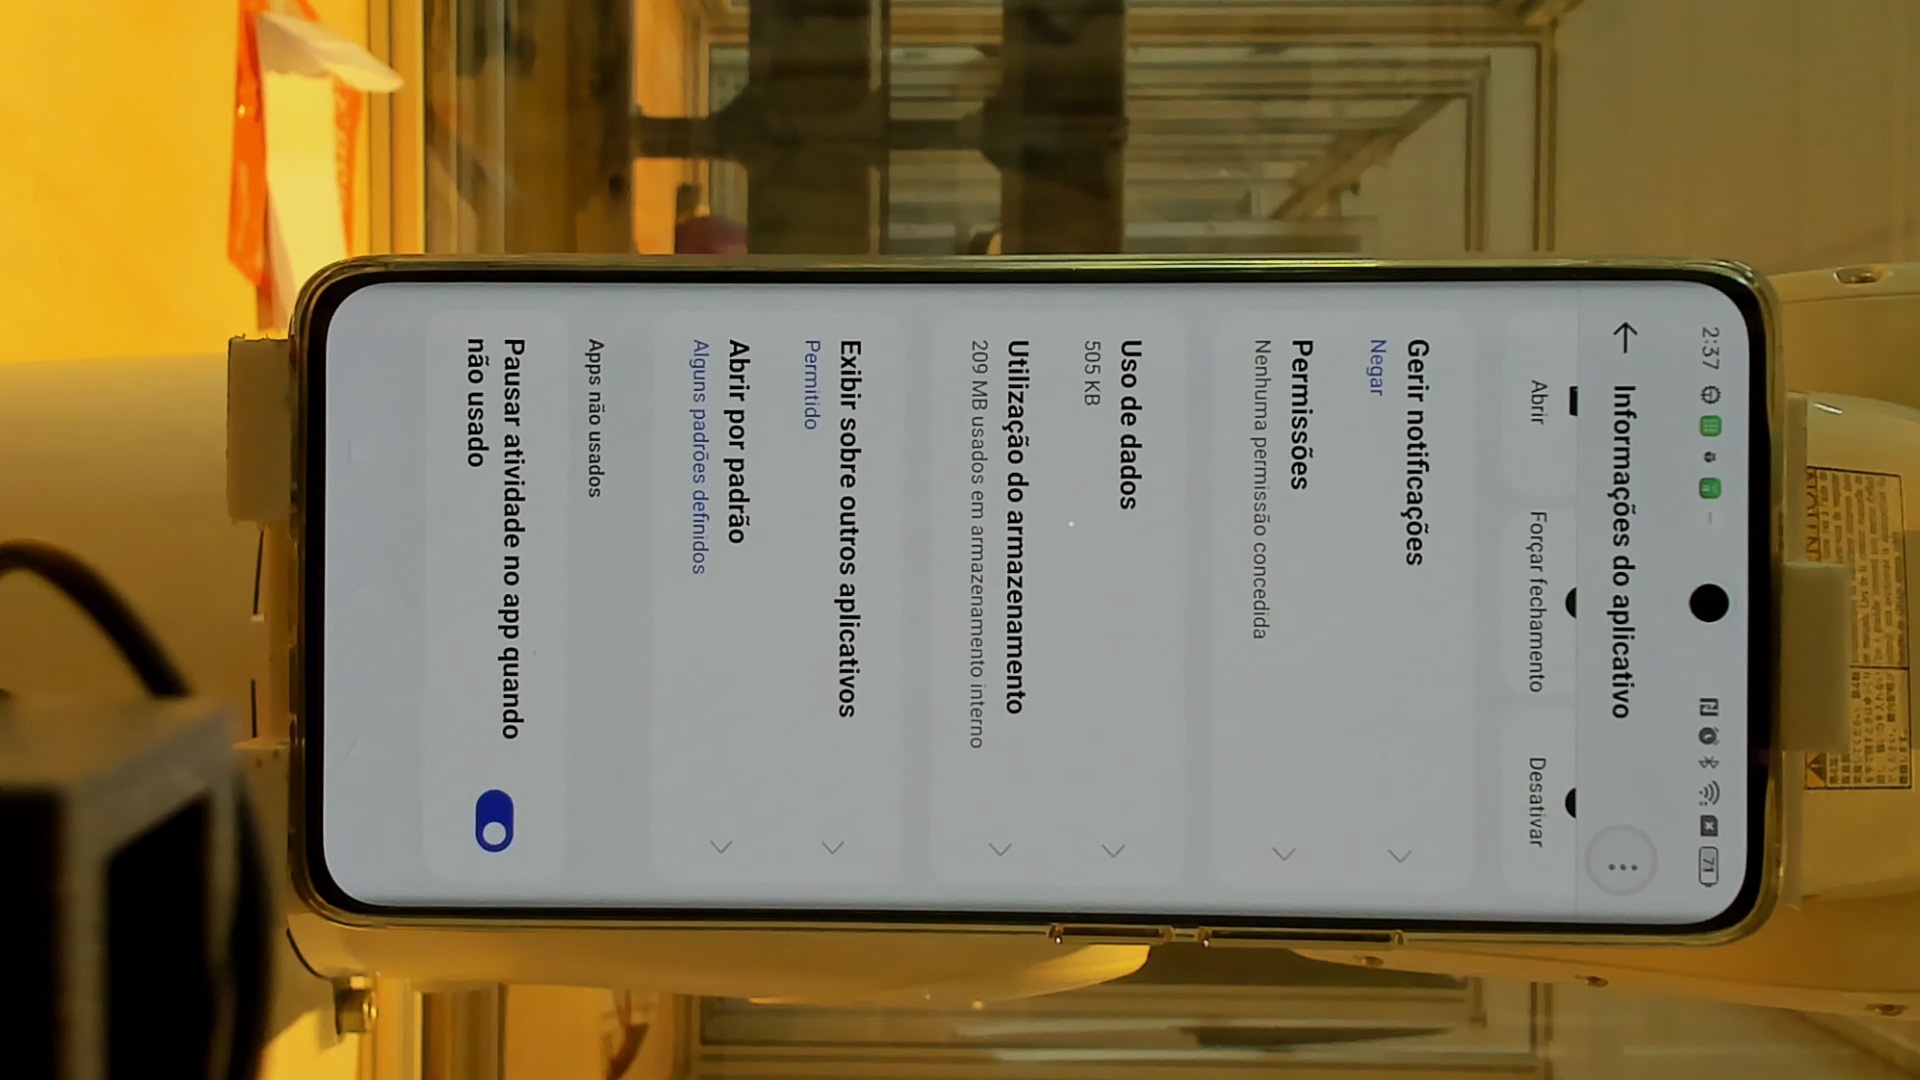 2:37
71
Informações do aplicativo
Abrir
Forçar fechamento
Desativar
Gerir notificações
Negar
Permissões
Nenhuma permissão concedida
Uso de dados
505 KB
Utilização do armazenamento
209 MB usados em armazenamento interno
Exibir sobre outros aplicativos
Permitido
Abrir por padrão
Alguns padrões definidos
Apps não usados
Pausar atividade no app quando
não usado